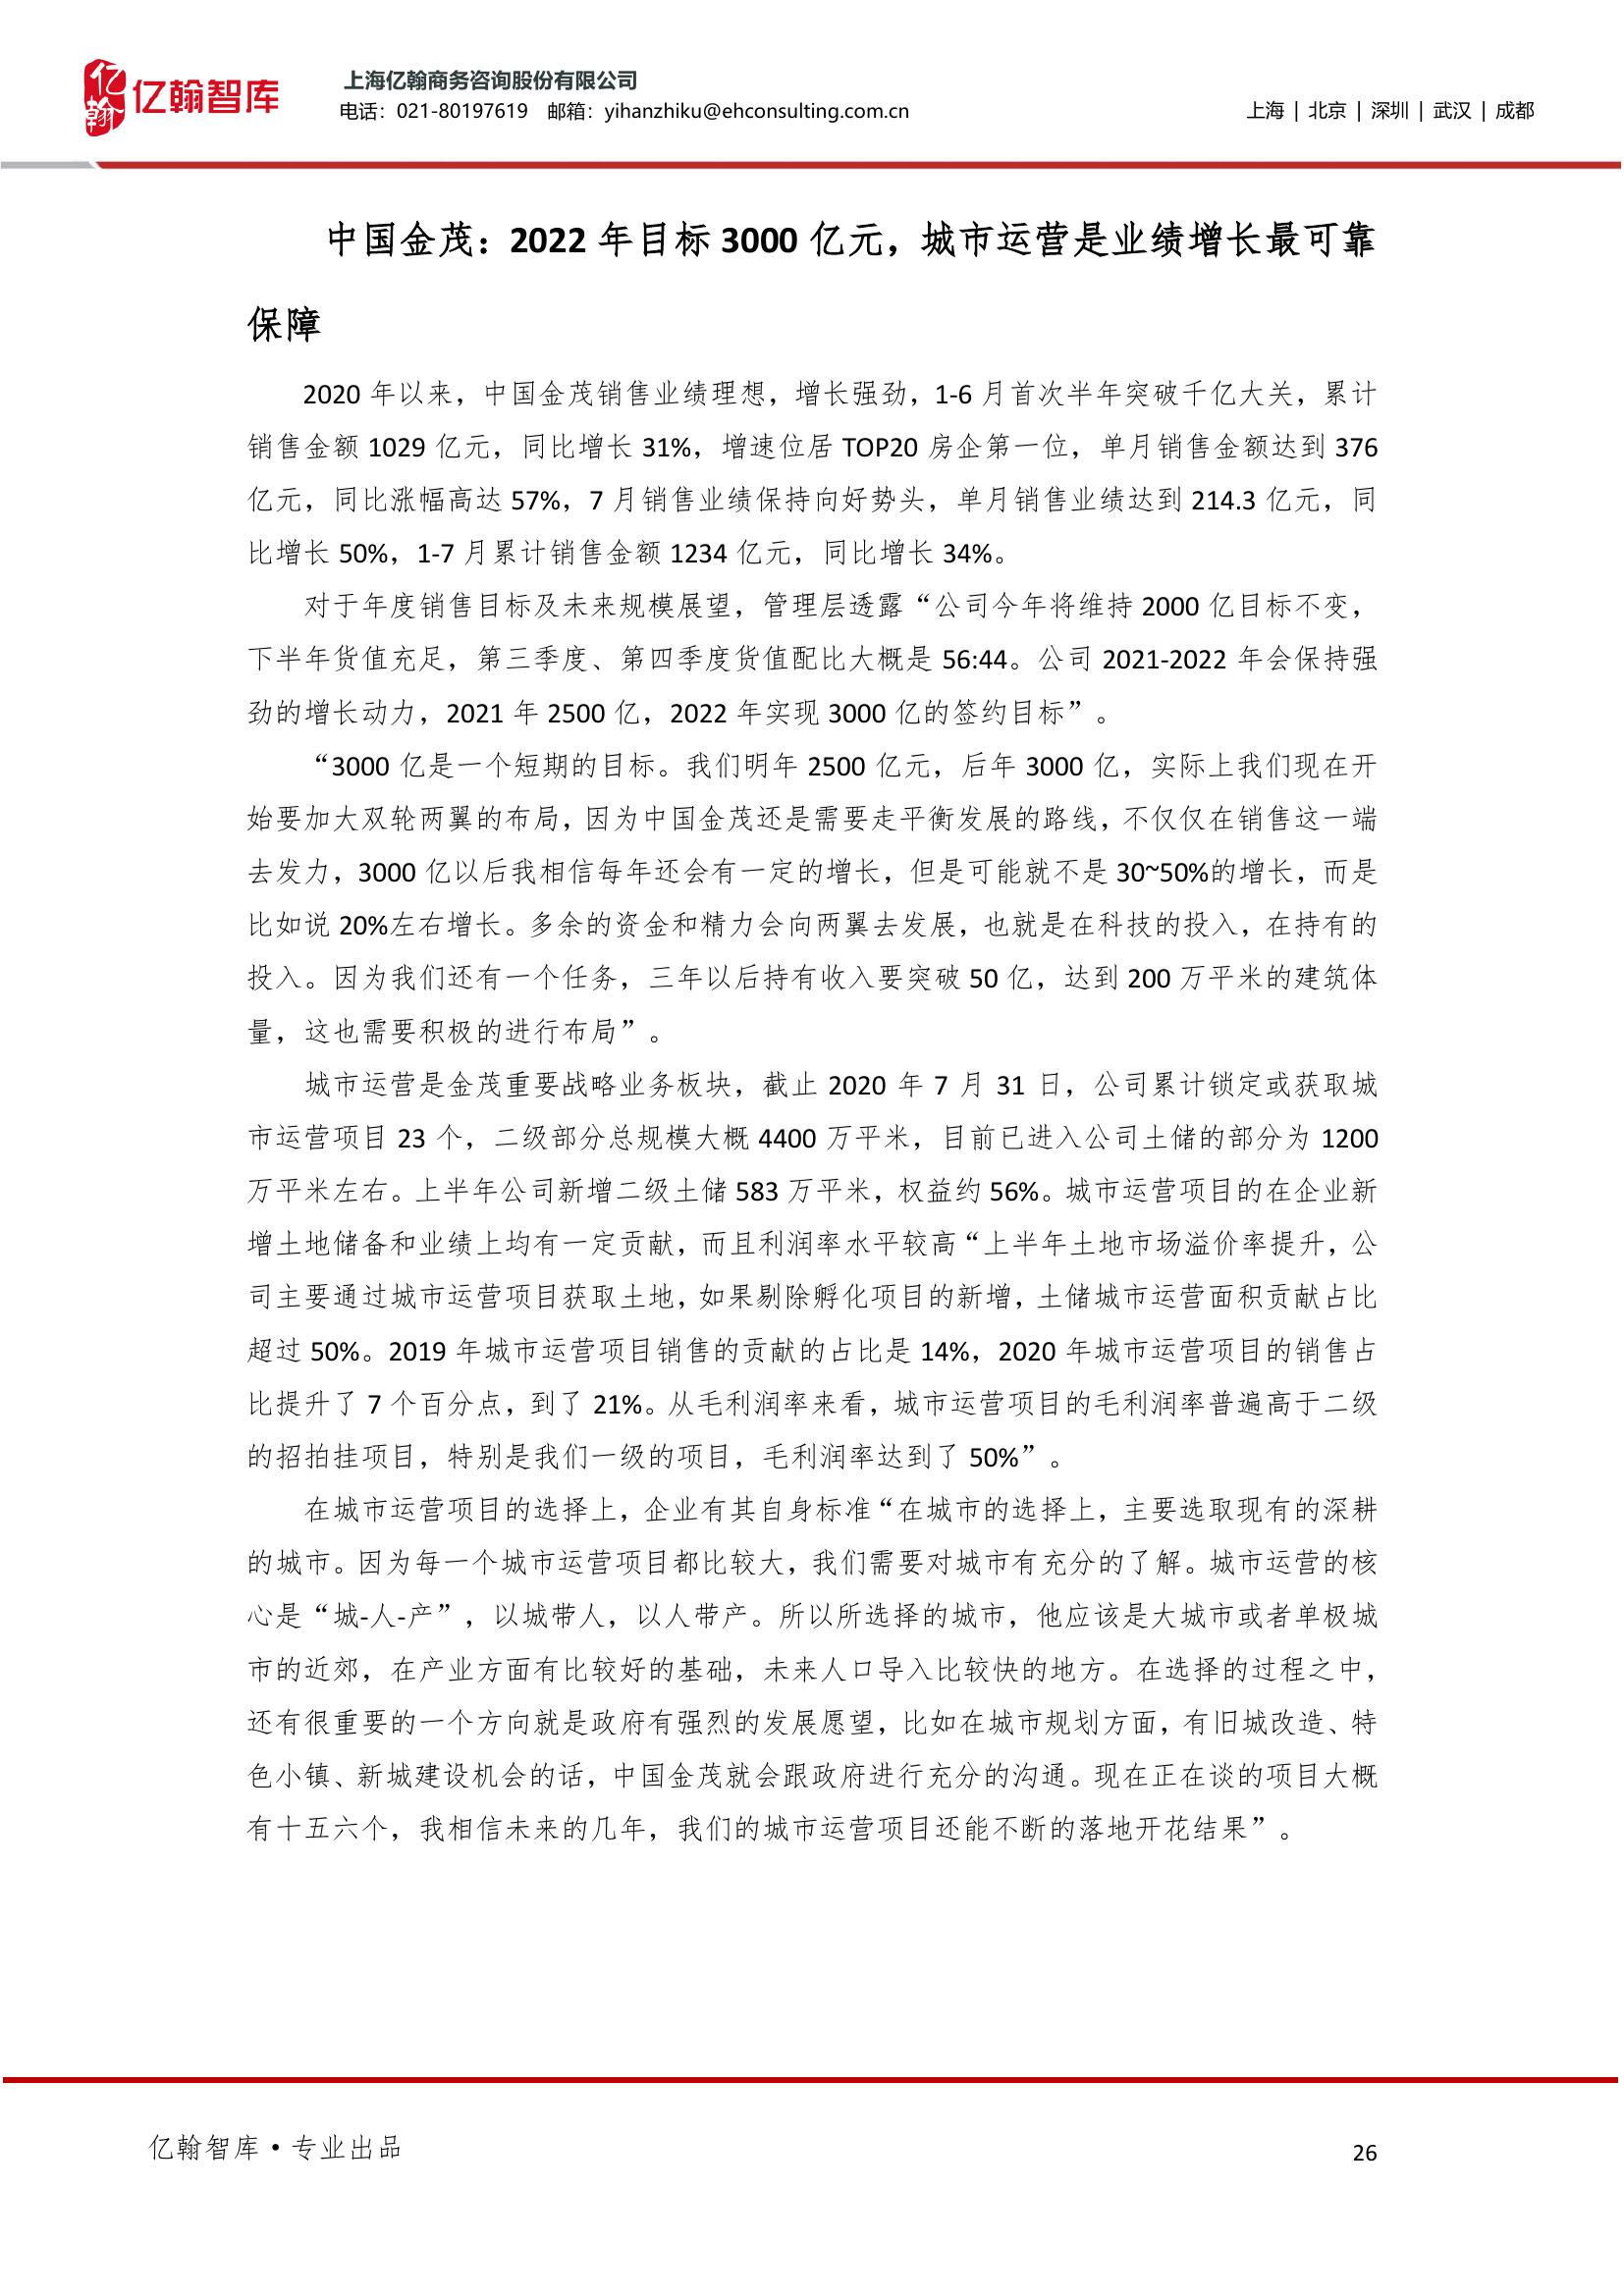 亿翰
亿翰智库
上海亿翰商务咨询股份有限公司
电话：021-80197619 邮箱：yihanzhiku@ehconsulting.com.cn
上海 | 北京 | 深圳 | 武汉 | 成都
中国金茂：2022 年目标 3000 亿元，城市运营是业绩增长最可靠
保障
2020 年以来，中国金茂销售业绩理想，增长强劲，1-6 月首次半年突破千亿大关，累计
销售金额 1029 亿元，同比增长 31%，增速位居 TOP20 房企第一位，单月销售金额达到 376
亿元，同比涨幅高达 57%，7 月销售业绩保持向好势头，单月销售业绩达到 214.3 亿元，同
比增长 50%，1-7 月累计销售金额 1234 亿元，同比增长 34%。
对于年度销售目标及未来规模展望，管理层透露“公司今年将维持 2000 亿目标不变，
下半年货值充足，第三季度、第四季度货值配比大概是 56:44。公司 2021-2022 年会保持强
劲的增长动力，2021 年 2500 亿，2022 年实现 3000 亿的签约目标”。
“3000 亿是一个短期的目标。我们明年 2500 亿元，后年 3000 亿，实际上我们现在开
始要加大双轮两翼的布局，因为中国金茂还是需要走平衡发展的路线，不仅仅在销售这一端
去发力，3000 亿以后我相信每年还会有一定的增长，但是可能就不是 30~50%的增长，而是
比如说 20%左右增长。多余的资金和精力会向两翼去发展，也就是在科技的投入，在持有的
投入。因为我们还有一个任务，三年以后持有收入要突破 50 亿，达到 200 万平米的建筑体
量，这也需要积极的进行布局”。
城市运营是金茂重要战略业务板块，截止 2020 年 7 月 31 日，公司累计锁定或获取城
市运营项目 23 个，二级部分总规模大概 4400 万平米，目前已进入公司土储的部分为 1200
万平米左右。上半年公司新增二级土储 583 万平米，权益约 56%。城市运营项目的在企业新
增土地储备和业绩上均有一定贡献，而且利润率水平较高“上半年土地市场溢价率提升，公
司主要通过城市运营项目获取土地，如果剔除孵化项目的新增，土储城市运营面积贡献占比
超过 50%。2019 年城市运营项目销售的贡献的占比是 14%，2020 年城市运营项目的销售占
比提升了 7 个百分点，到了 21%。从毛利润率来看，城市运营项目的毛利润率普遍高于二级
的招拍挂项目，特别是我们一级的项目，毛利润率达到了 50%”。
在城市运营项目的选择上，企业有其自身标准“在城市的选择上，主要选取现有的深耕
的城市。因为每一个城市运营项目都比较大，我们需要对城市有充分的了解。城市运营的核
心是“城-人-产”，以城带人，以人带产。所以所选择的城市，他应该是大城市或者单极城
市的近郊，在产业方面有比较好的基础，未来人口导入比较快的地方。在选择的过程之中，
还有很重要的一个方向就是政府有强烈的发展愿望，比如在城市规划方面，有旧城改造、特
色小镇、新城建设机会的话，中国金茂就会跟政府进行充分的沟通。现在正在谈的项目大概
有十五六个，我相信未来的几年，我们的城市运营项目还能不断的落地开花结果”。
亿翰智库·专业出品
26